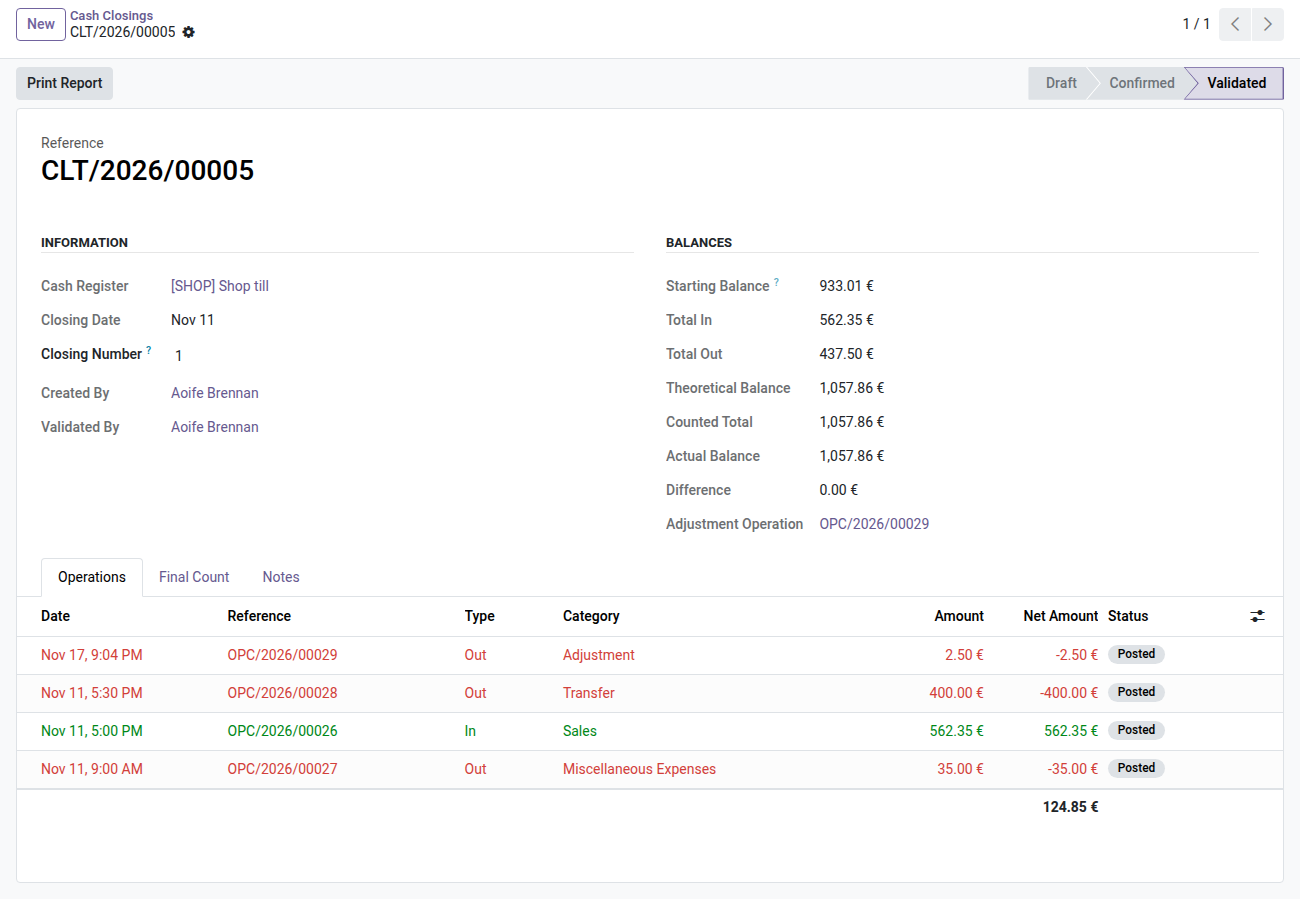 New
Cash Closings
CLT/2026/00005
1 / 1
Print Report
Draft
Confirmed
Validated
Reference
CLT/2026/00005
INFORMATION
Cash Register [SHOP] Shop till
Closing Date Nov 11
Closing Number ? 1
Created By Aoife Brennan
Validated By Aoife Brennan
BALANCES
Starting Balance ? 933.01 €
Total In 562.35 €
Total Out 437.50 €
Theoretical Balance 1,057.86 €
Counted Total 1,057.86 €
Actual Balance 1,057.86 €
Difference 0.00 €
Adjustment Operation OPC/2026/00029
Operations Final Count Notes
Date Reference Type Category Amount Net Amount Status
Nov 17, 9:04 PM OPC/2026/00029 Out Adjustment 2.50 € -2.50 € Posted
Nov 11, 5:30 PM OPC/2026/00028 Out Transfer 400.00 € -400.00 € Posted
Nov 11, 5:00 PM OPC/2026/00026 In Sales 562.35 € 562.35 € Posted
Nov 11, 9:00 AM OPC/2026/00027 Out Miscellaneous Expenses 35.00 € -35.00 € Posted
124.85 €